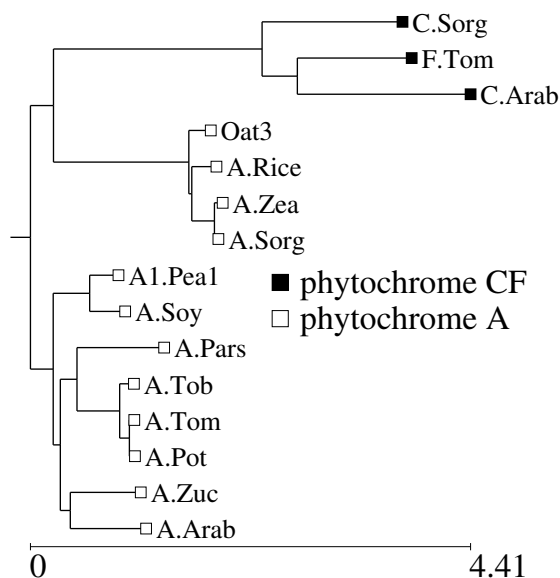 C.Sorg
F.Tom
C.Arab
Oat3
A.Rice
A.Zea
A.Sorg
A1.Pea1
phytochrome CF
A.Soy
phytochrome A
A.Pars
A.Tob
A.Tom
A.Pot
A.Zuc
A.Arab
0 4.41